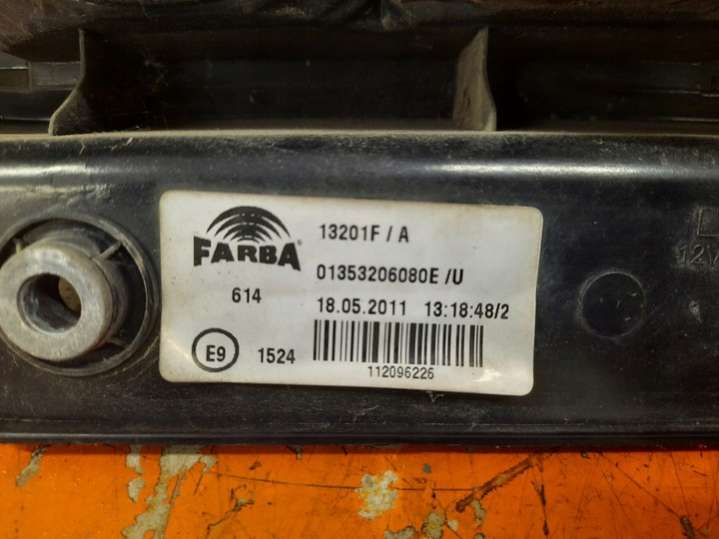 FARBA
13201F / A
01353206080E /U
614
18.05.2011 13:18:48/2
E9
1524
112096226
12V